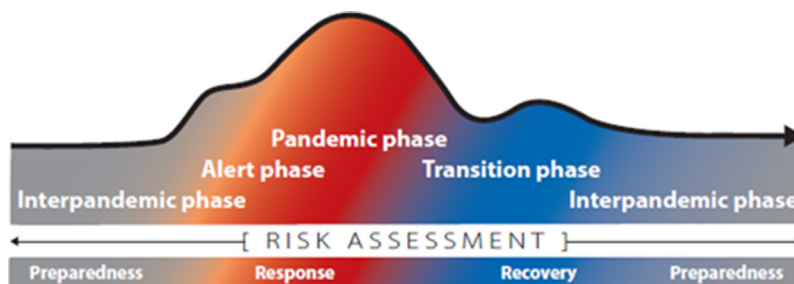 Pandemic phase
Alert phase
Transition phase
Interpandemic phase
Interpandemic phase
[ RISK ASSESSMENT ]
Preparedness
Response
Recovery
Preparedness